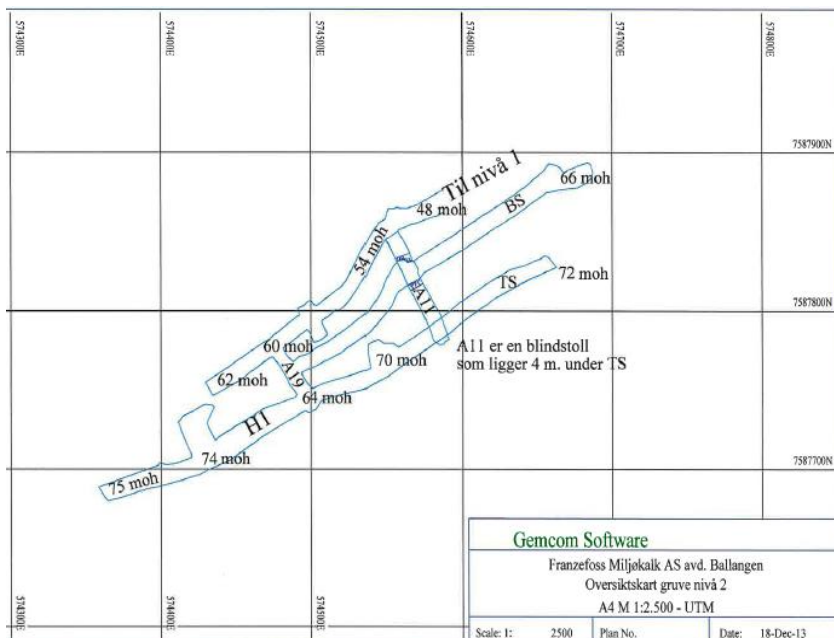 574300E
574400E
574500E
574600E
574700E
574800E
7587900N
Til nivå 1
66 moh
48 moh
BS
54 moh
72 moh
TS
A11
7587800N
60 moh
A11 er en blindstoll
som ligger 4 m. under TS
70 moh
A19
62 moh
64 moh
H1
74 moh
7587700N
75 moh
574300E
574400E
574500E
Gemcom Software
Franzefoss Miljøkalk AS avd. Ballangen
Oversiktskart gruve nivå 2
A4 M 1:2.500 - UTM
Scale: 1: 2500 Plan No. Date: 18-Dec-13